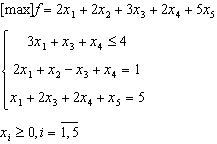 [max]f = 2x₁ + 2x₂ + 3x₃ + 2x₄ + 5x₅
3x₁ + x₃ + x₄ ≤ 4
2x₁ + x₂ − x₃ + x₄ = 1
x₁ + 2x₃ + 2x₄ + x₅ = 5
xᵢ ≥ 0, i = 1,5